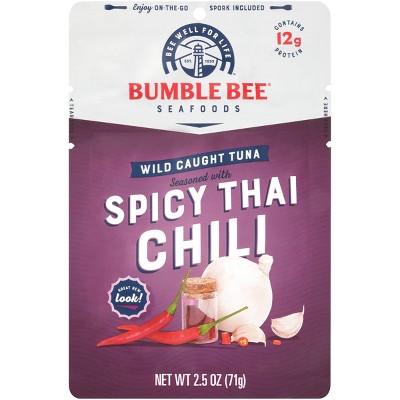 Enjoy ON-THE-GO
SPORK INCLUDED
BEE WELL FOR LIFE
EST. 1899
CONTAINS
12g
PROTEIN
BUMBLE BEE®
SEAFOODS
WILD CAUGHT TUNA
Seasoned with
SPICY THAI
CHILI
GREAT NEW
look!
NET WT 2.5 OZ (71g)